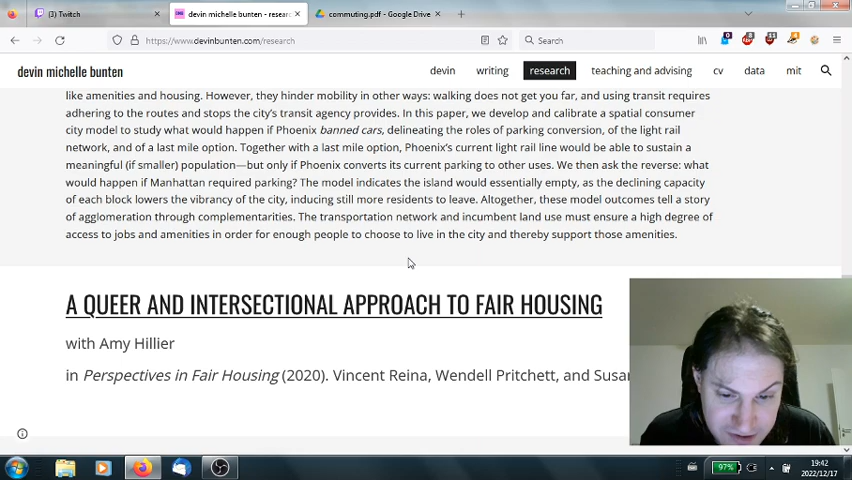 (3) Twitch
devin michelle bunten - researc
commuting.pdf - Google Drive
https://www.devinbunten.com/research
Search
devin michelle bunten
devin
writing
research
teaching and advising
cv
data
mit
like amenities and housing. However, they hinder mobility in other ways: walking does not get you far, and using transit requires
adhering to the routes and stops the city's transit agency provides. In this paper, we develop and calibrate a spatial consumer
city model to study what would happen if Phoenix banned cars, delineating the roles of parking conversion, of the light rail
network, and of a last mile option. Together with a last mile option, Phoenix's current light rail line would be able to sustain a
meaningful (if smaller) population—but only if Phoenix converts its current parking to other uses. We then ask the reverse: what
would happen if Manhattan required parking? The model indicates the island would essentially empty, as the declining capacity
of each block lowers the vibrancy of the city, inducing still more residents to leave. Altogether, these model outcomes tell a story
of agglomeration through complementarities. The transportation network and incumbent land use must ensure a high degree of
access to jobs and amenities in order for enough people to choose to live in the city and thereby support those amenities.
A QUEER AND INTERSECTIONAL APPROACH TO FAIR HOUSING
with Amy Hillier
in Perspectives in Fair Housing (2020). Vincent Reina, Wendell Pritchett, and Susan
97%
19:42
2022/12/17